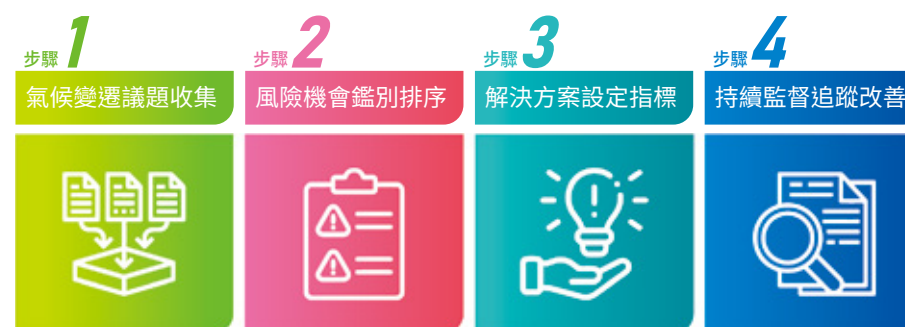 步驟1
氣候變遷議題收集
步驟2
風險機會鑑別排序
步驟3
解決方案設定指標
步驟4
持續監督追蹤改善